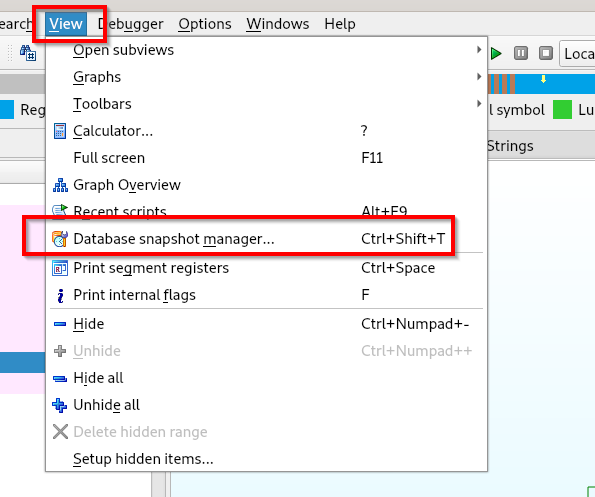 earch View Debugger Options Windows Help
Open subviews
Graphs
Toolbars
Calculator... ?
Full screen F11
Graph Overview
Recent scripts Alt+F9
Database snapshot manager... Ctrl+Shift+T
Print segment registers Ctrl+Space
Print internal flags F
Hide Ctrl+Numpad+-
Unhide Ctrl+Numpad++
Hide all
Unhide all
Delete hidden range
Setup hidden items...
Loca
Reg
l symbol Lu
Strings